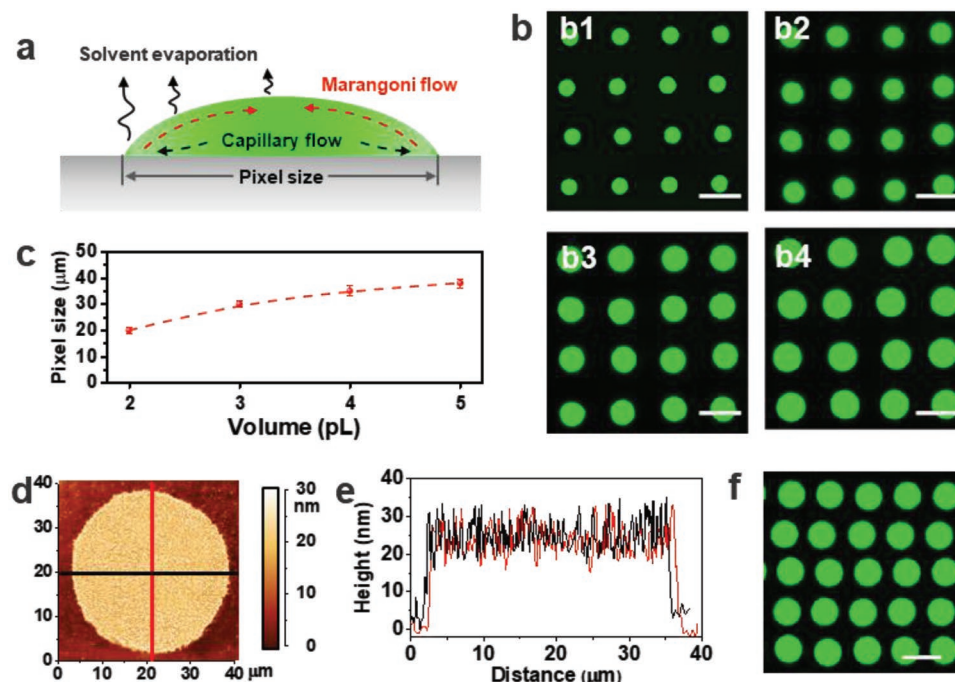 a
Solvent evaporation
Marangoni flow
Capillary flow
Pixel size
b
b1
b2
b3
b4
c
Pixel size (μm)
50
40
30
20
10
0
2
3
4
5
Volume (pL)
d
40
30
20
10
0
0
10
20
30
40
μm
30
nm
0
e
Height (nm)
40
30
20
10
0
0
10
20
30
40
Distance (μm)
f